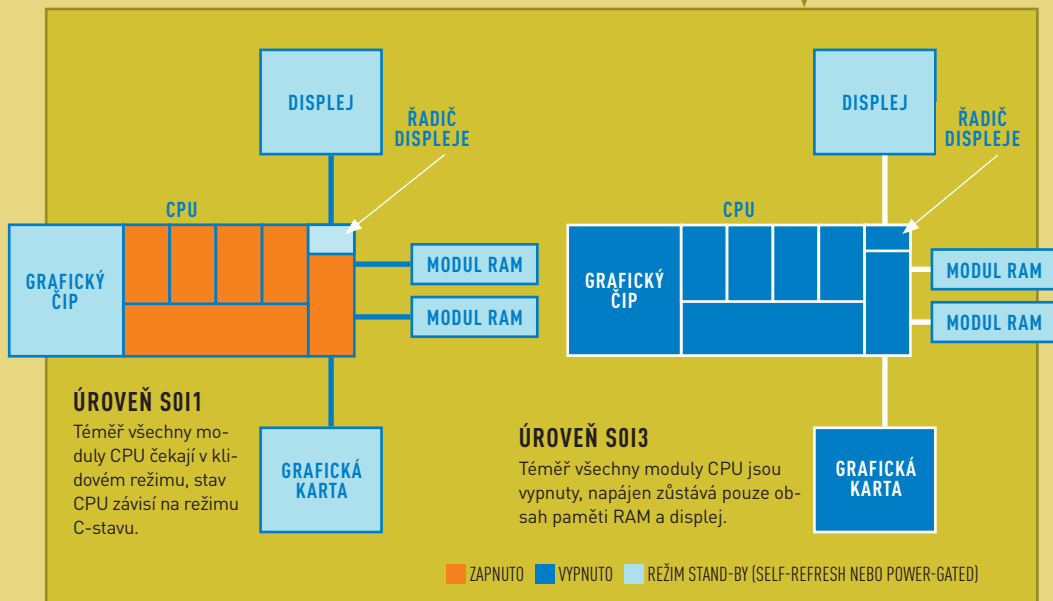 DISPLEJ
ŘADIČ
DISPLEJE
CPU
GRAFICKÝ
ČIP
MODUL RAM
MODUL RAM
GRAFICKÁ
KARTA
ÚROVEŇ S0I1
Téměř všechny mo-
duly CPU čekají v kli-
dovém režimu, stav
CPU závisí na režimu
C-stavu.
DISPLEJ
ŘADIČ
DISPLEJE
CPU
GRAFICKÝ
ČIP
MODUL RAM
MODUL RAM
GRAFICKÁ
KARTA
ÚROVEŇ S0I3
Téměř všechny moduly CPU jsou
vypnuty, napájen zůstává pouze ob-
sah paměti RAM a displej.
ZAPNUTO VYPNUTO REŽIM STAND-BY (SELF-REFRESH NEBO POWER-GATED)